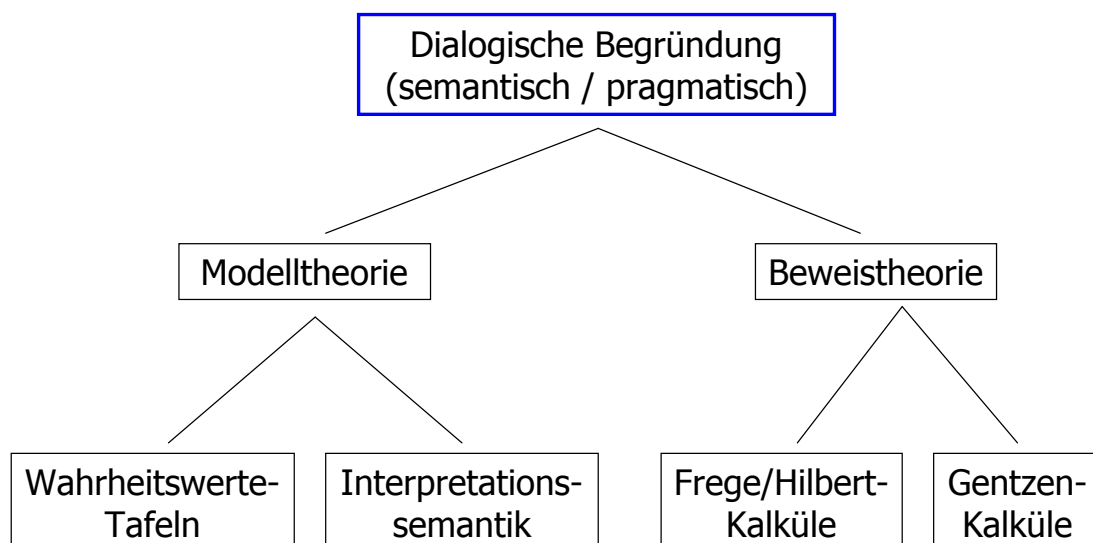 Dialogische Begründung
(semantisch / pragmatisch)
Modelltheorie
Beweistheorie
Wahrheitswerte-
Tafeln
Interpretations-
semantik
Frege/Hilbert-
Kalküle
Gentzen-
Kalküle